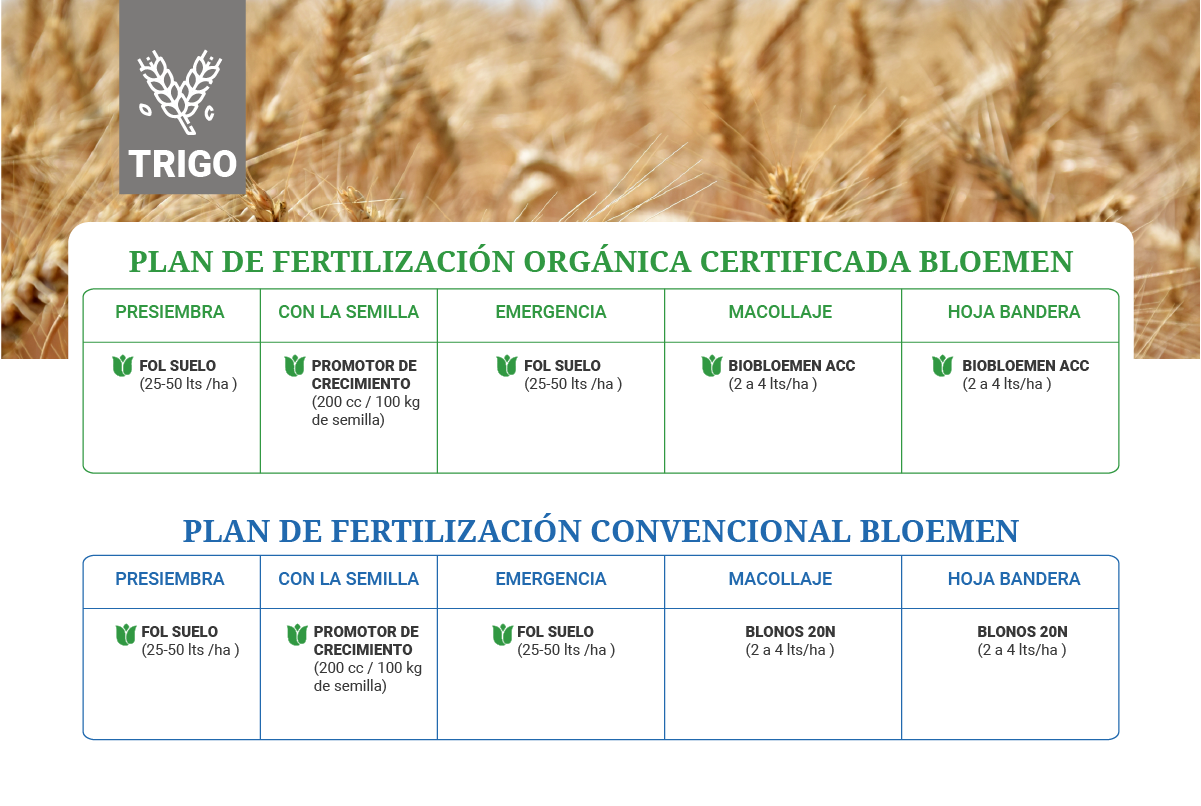 TRIGO
PLAN DE FERTILIZACIÓN ORGÁNICA CERTIFICADA BLOEMEN
PRESIEMBRA
CON LA SEMILLA
EMERGENCIA
MACOLLAJE
HOJA BANDERA
FOL SUELO
(25-50 lts /ha )
PROMOTOR DE
CRECIMIENTO
(200 cc / 100 kg
de semilla)
FOL SUELO
(25-50 lts /ha )
BIOBLOEMEN ACC
(2 a 4 lts/ha )
BIOBLOEMEN ACC
(2 a 4 lts/ha )
PLAN DE FERTILIZACIÓN CONVENCIONAL BLOEMEN
PRESIEMBRA
CON LA SEMILLA
EMERGENCIA
MACOLLAJE
HOJA BANDERA
FOL SUELO
(25-50 lts /ha )
PROMOTOR DE
CRECIMIENTO
(200 cc / 100 kg
de semilla)
FOL SUELO
(25-50 lts /ha )
BLONOS 20N
(2 a 4 lts/ha )
BLONOS 20N
(2 a 4 lts/ha )